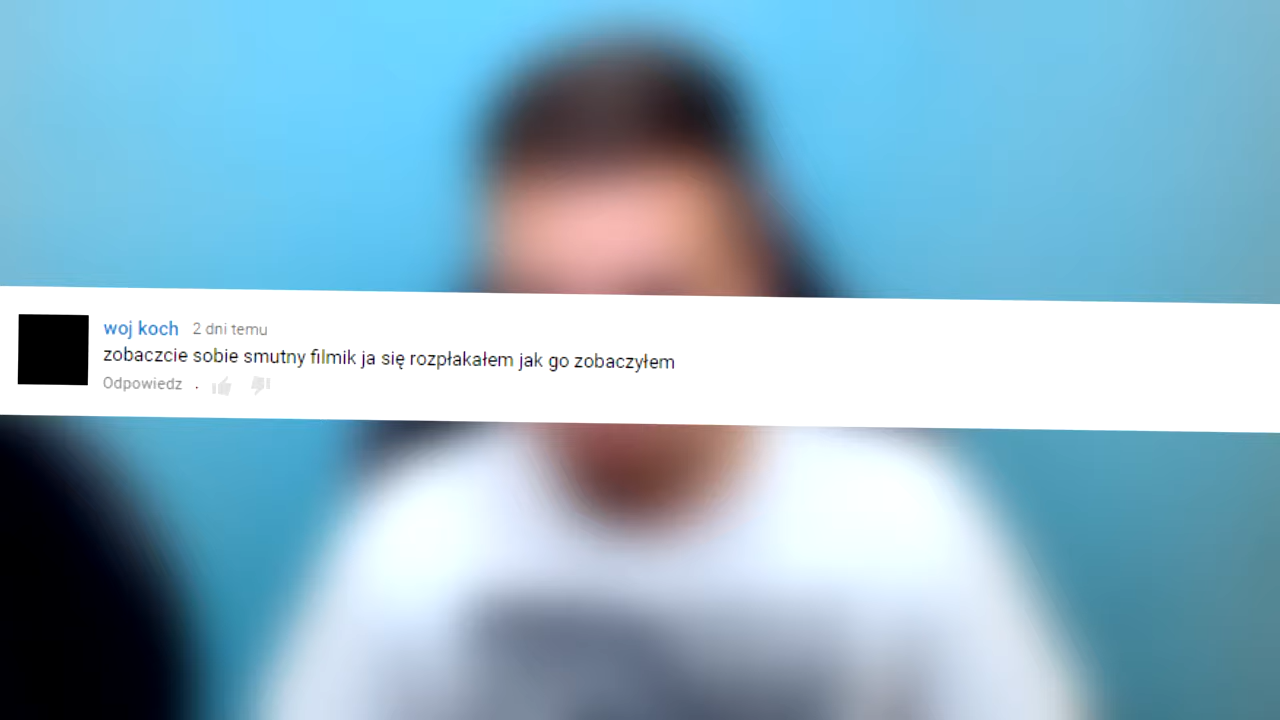 woj koch 2 dni temu
zobaczcie sobie smutny filmik ja się rozpłakałem jak go zobaczyłem
Odpowiedz .